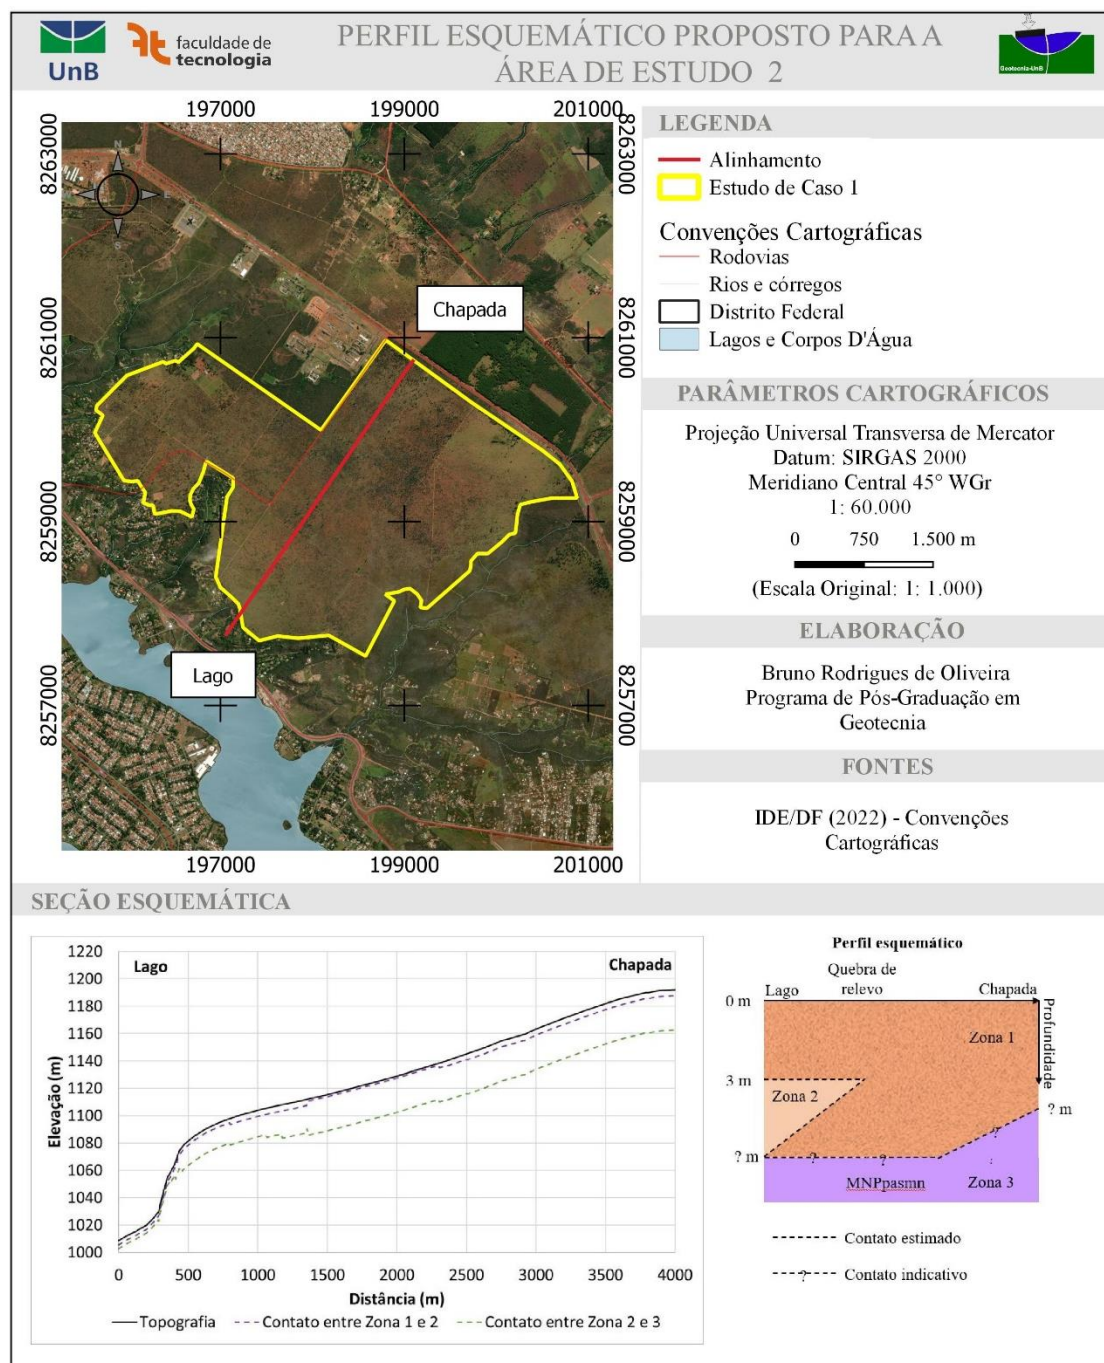 UnB
faculdade de
tecnologia
PERFIL ESQUEMÁTICO PROPOSTO PARA A
ÁREA DE ESTUDO 2
Geotecnia-UnB
197000
199000
201000
8263000
8263000
8261000
8261000
8259000
8259000
8257000
8257000
N
E
S
Chapada
Lago
197000
199000
201000
LEGENDA
Alinhamento
Estudo de Caso 1
Convenções Cartográficas
Rodovias
Rios e córregos
Distrito Federal
Lagos e Corpos D'Água
PARÂMETROS CARTOGRÁFICOS
Projeção Universal Transversa de Mercator
Datum: SIRGAS 2000
Meridiano Central 45° WGr
1: 60.000
0 750 1.500 m
(Escala Original: 1: 1.000)
ELABORAÇÃO
Bruno Rodrigues de Oliveira
Programa de Pós-Graduação em
Geotecnia
FONTES
IDE/DF (2022) - Convenções
Cartográficas
SEÇÃO ESQUEMÁTICA
Lago
Chapada
Elevação (m)
1220
1200
1180
1160
1140
1120
1100
1080
1060
1040
1020
1000
0 500 1000 1500 2000 2500 3000 3500 4000
Distância (m)
Topografia
Contato entre Zona 1 e 2
Contato entre Zona 2 e 3
Perfil esquemático
Quebra de
relevo
Lago
Chapada
0 m
Zona 1
Profundidade
3 m
Zona 2
? m
? m
?
?
?
MNPpasmn
Zona 3
Contato estimado
?
Contato indicativo